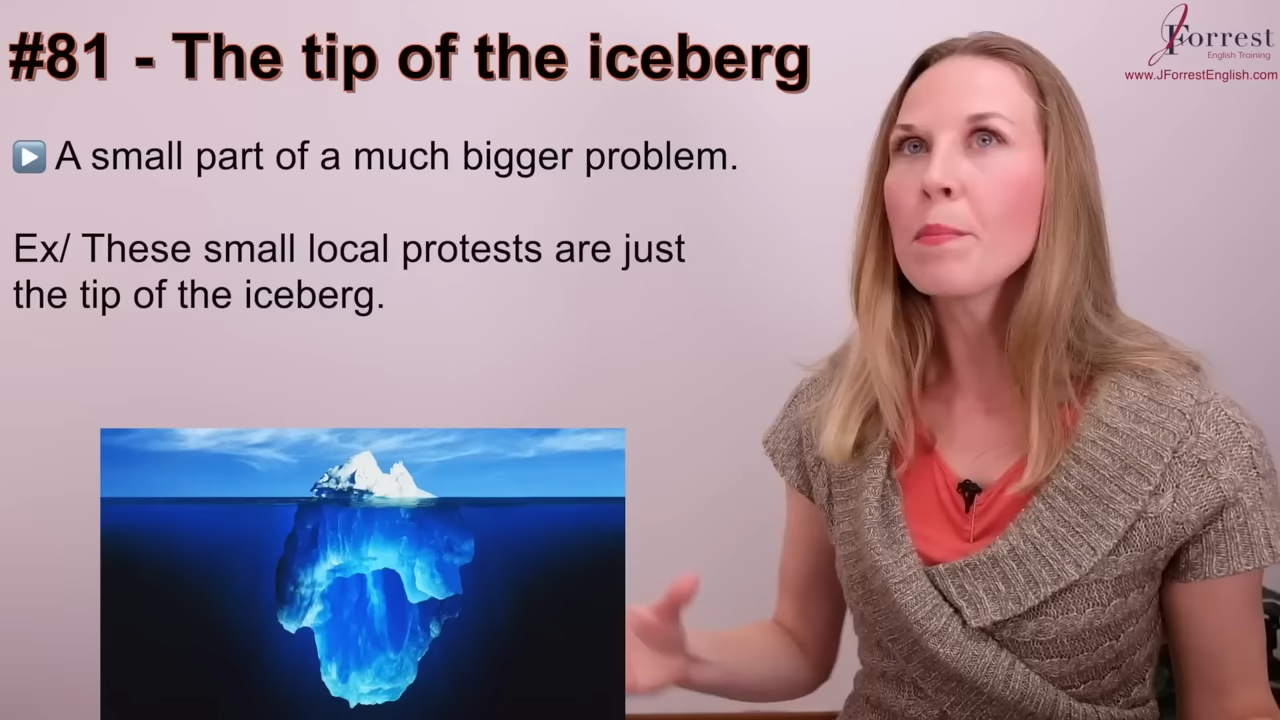 #81 - The tip of the iceberg
JForrest
English Training
www.JForrestEnglish.com
A small part of a much bigger problem.
Ex/ These small local protests are just
the tip of the iceberg.